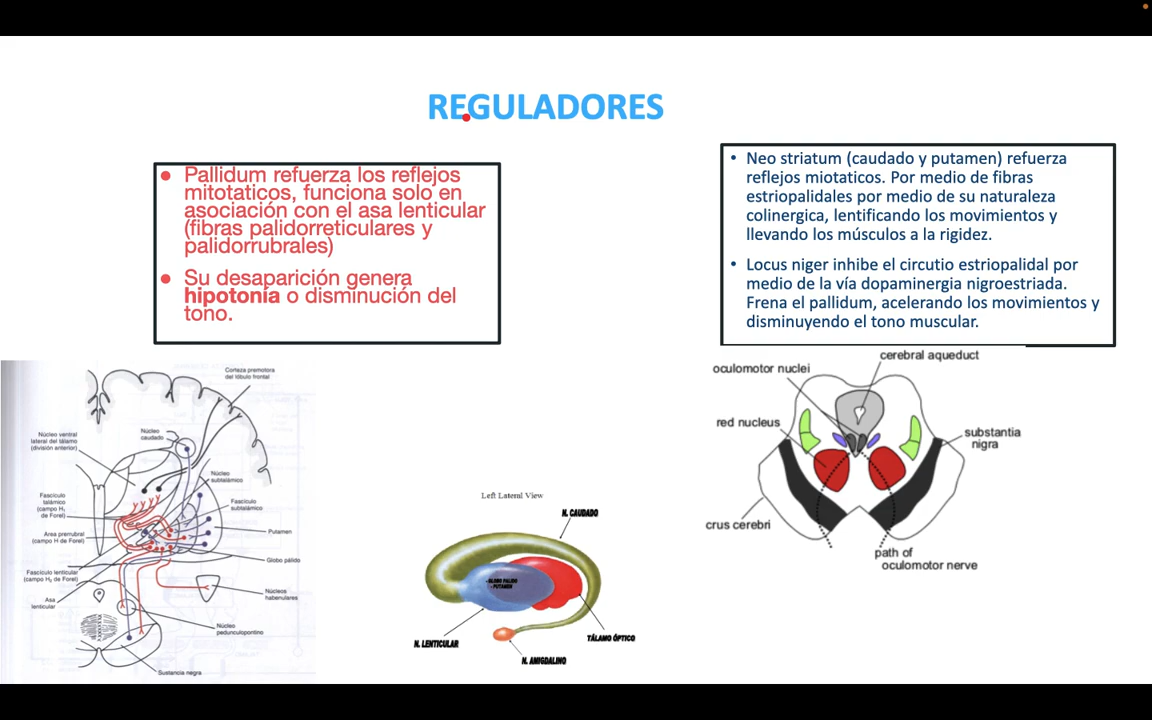 REGULADORES
Pallidum refuerza los reflejos
mitotaticos, funciona solo en
asociación con el asa lenticular
(fibras palidorreticulares y
palidorrubrales)
Su desaparición genera
hipotonía o disminución del
tono.
Neo striatum (caudado y putamen) refuerza
reflejos miotaticos. Por medio de fibras
estriopalidales por medio de su naturaleza
colinergica, lentificando los movimientos y
llevando los músculos a la rigidez.
Locus niger inhibe el circutio estriopalidal por
medio de la vía dopaminergia nigroestriada.
Frena el pallidum, acelerando los movimientos y
disminuyendo el tono muscular.
Corteza premotora
del lóbulo frontal
Núcleo ventral
lateral del tálamo
(división anterior)
Núcleo
caudado
Núcleo
subtalámico
Fascículo
talámico
(campo H₁
de Forel)
Fascículo
subtalámico
Area prerrubral
(campo H de Forel)
Putamen
Globo pálido
Fascículo lenticular
(campo H₂ de Forel)
Asa
lenticular
Núcleos
habenulares
Núcleo
pedunculopontino
Sustancia negra
Left Lateral View
N. CAUDADO
- GLOBO PALIDO
- PUTAMEN
N. LENTICULAR
TÁLAMO ÓPTICO
N. AMIGDALINO
cerebral aqueduct
oculomotor nuclei
red nucleus
substantia
nigra
crus cerebri
path of
oculomotor nerve